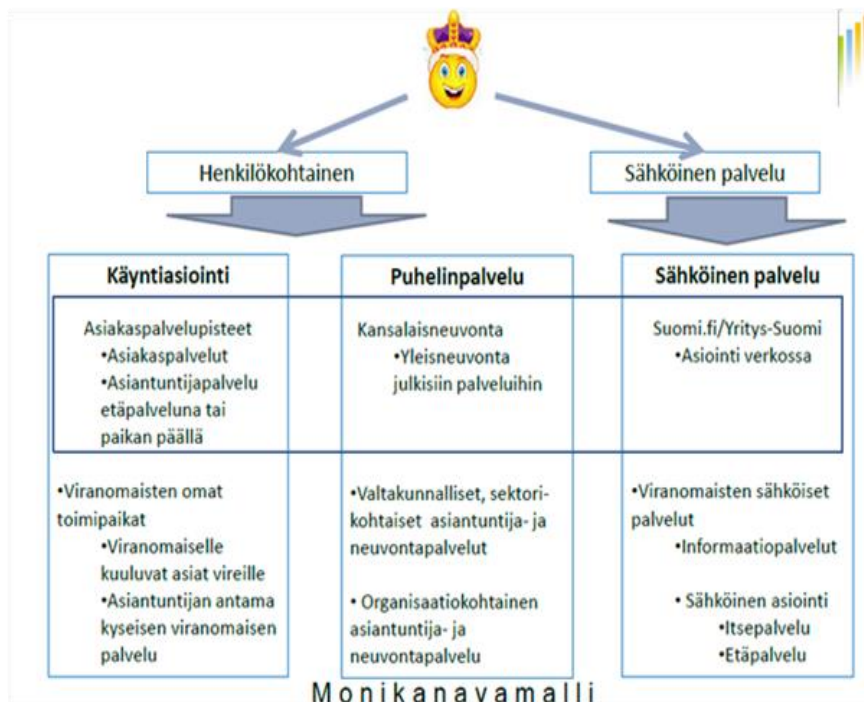 Henkilökohtainen
Sähköinen palvelu
Käyntiasiointi
Asiakaspalvelupisteet
•Asiakaspalvelut
•Asiantuntijapalvelu
etäpalveluna tai
paikan päällä
•Viranomaisten omat
toimipaikat
•Viranomaiselle
kuuluvat asiat vireille
•Asiantuntijan antama
kyseisen viranomaisen
palvelu
Puhelinpalvelu
Kansalaisneuvonta
•Yleisneuvonta
julkisiin palveluihin
•Valtakunnalliset, sektori-
kohtaiset asiantuntija- ja
neuvontapalvelut
• Organisaatiokohtainen
asiantuntija- ja
neuvontapalvelu
Sähköinen palvelu
Suomi.fi/Yritys-Suomi
•Asiointi verkossa
•Viranomaisten sähköiset
palvelut
•Informaatiopalvelut
•Sähköinen asiointi
•Itsepalvelu
•Etäpalvelu
Monikanavamalli